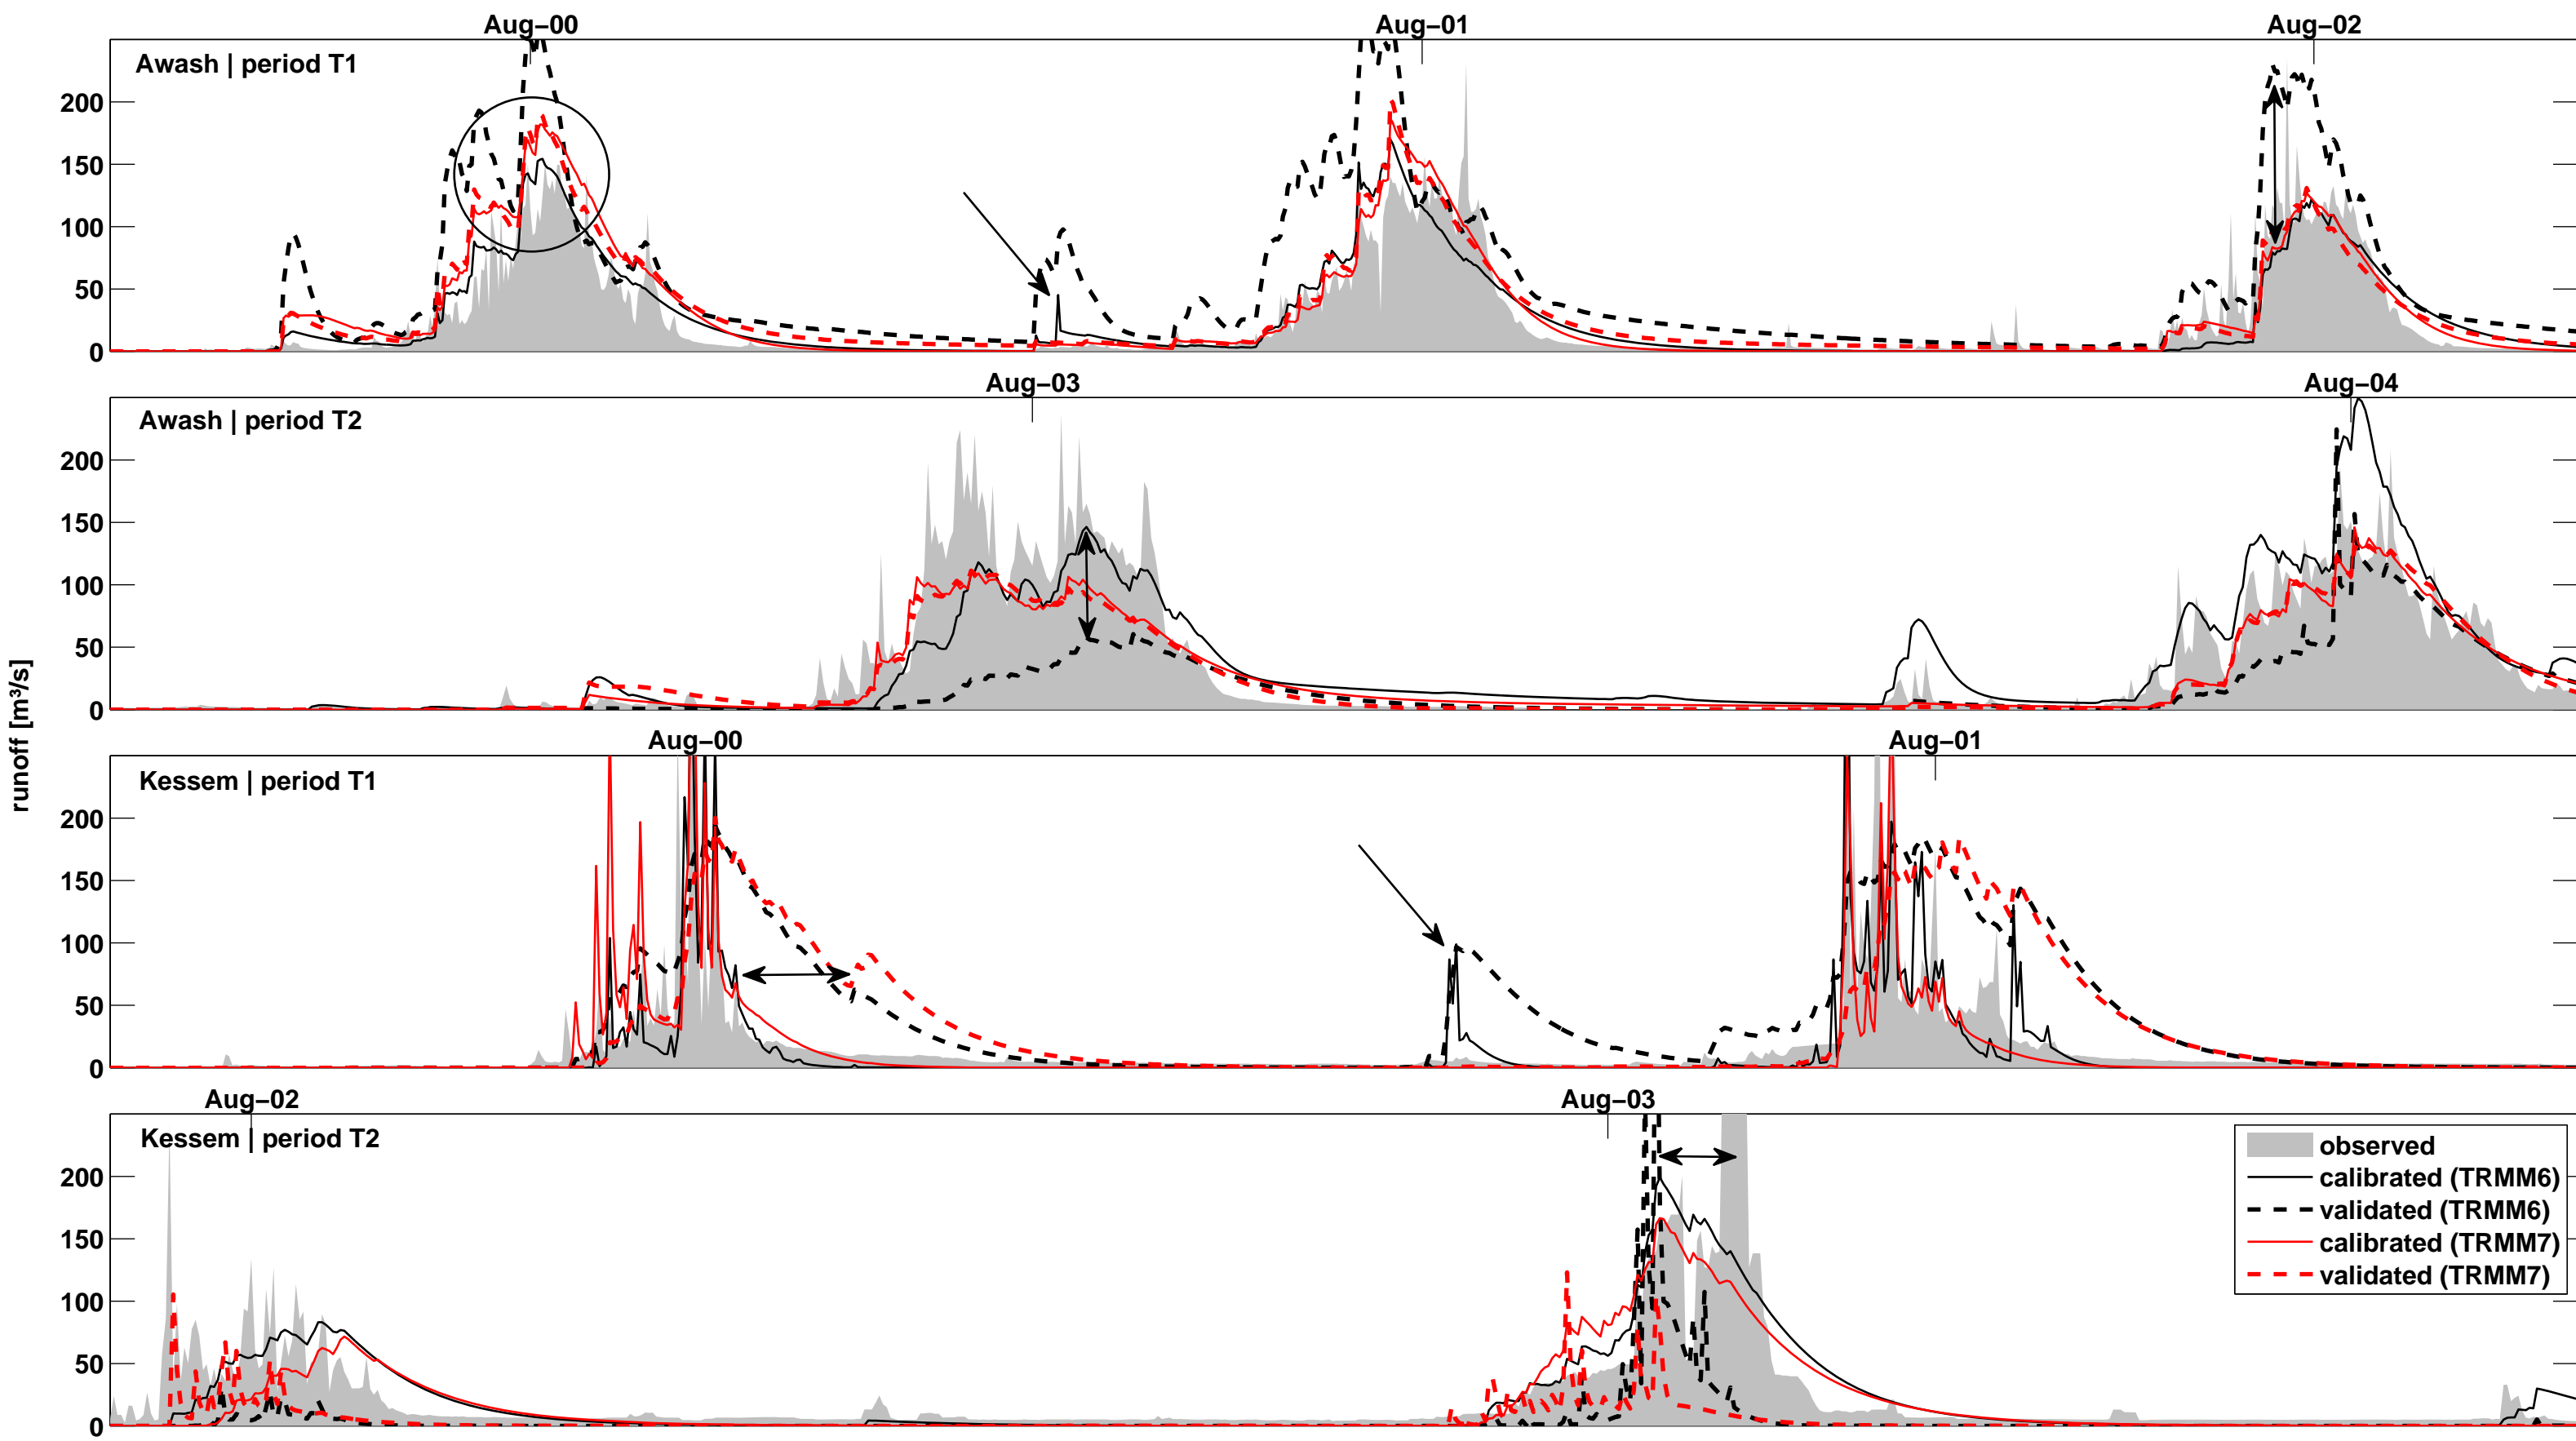 Aug–00 Aug–01 Aug–02
Awash | period T1
200
150
100
50
0
Aug–03 Aug–04
Awash | period T2
200
150
100
50
0
runoff [m³/s]
Aug–00 Aug–01
Kessem | period T1
200
150
100
50
0
Aug–02 Aug–03
Kessem | period T2
200
150
100
50
0
observed
calibrated (TRMM6)
validated (TRMM6)
calibrated (TRMM7)
validated (TRMM7)